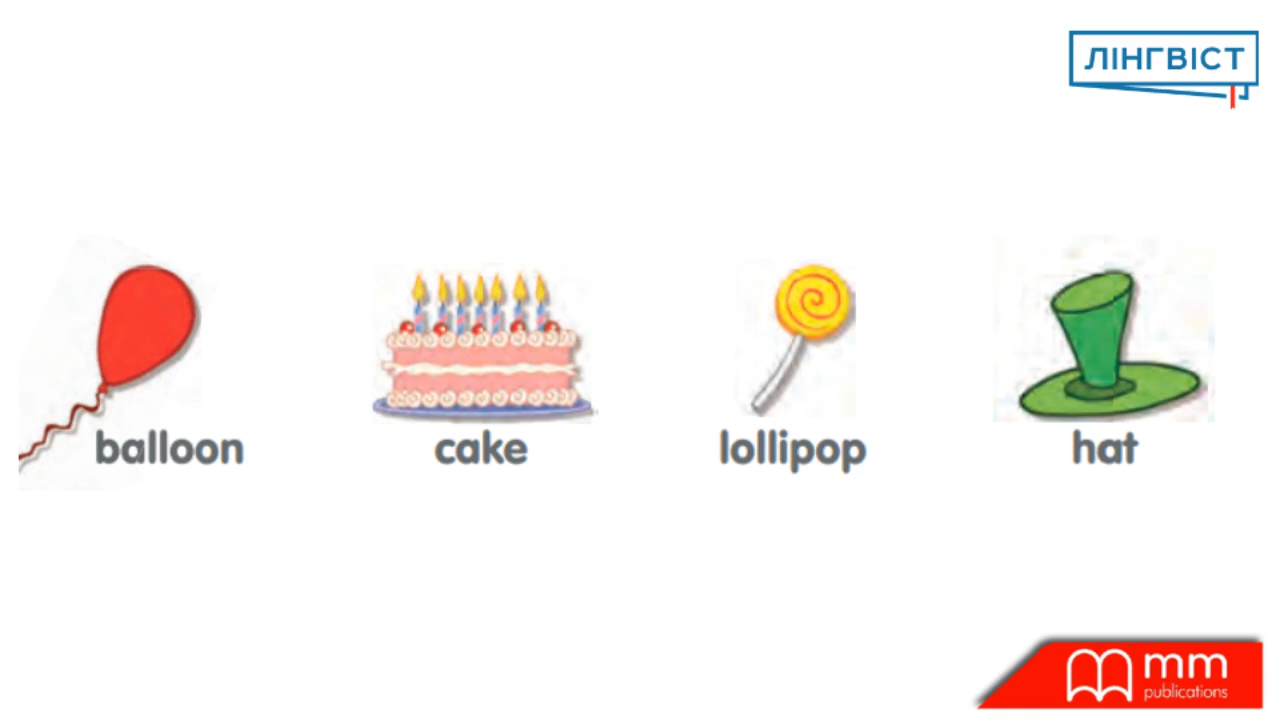 ЛІНГВІСТ
balloon cake lollipop hat
mm
publications